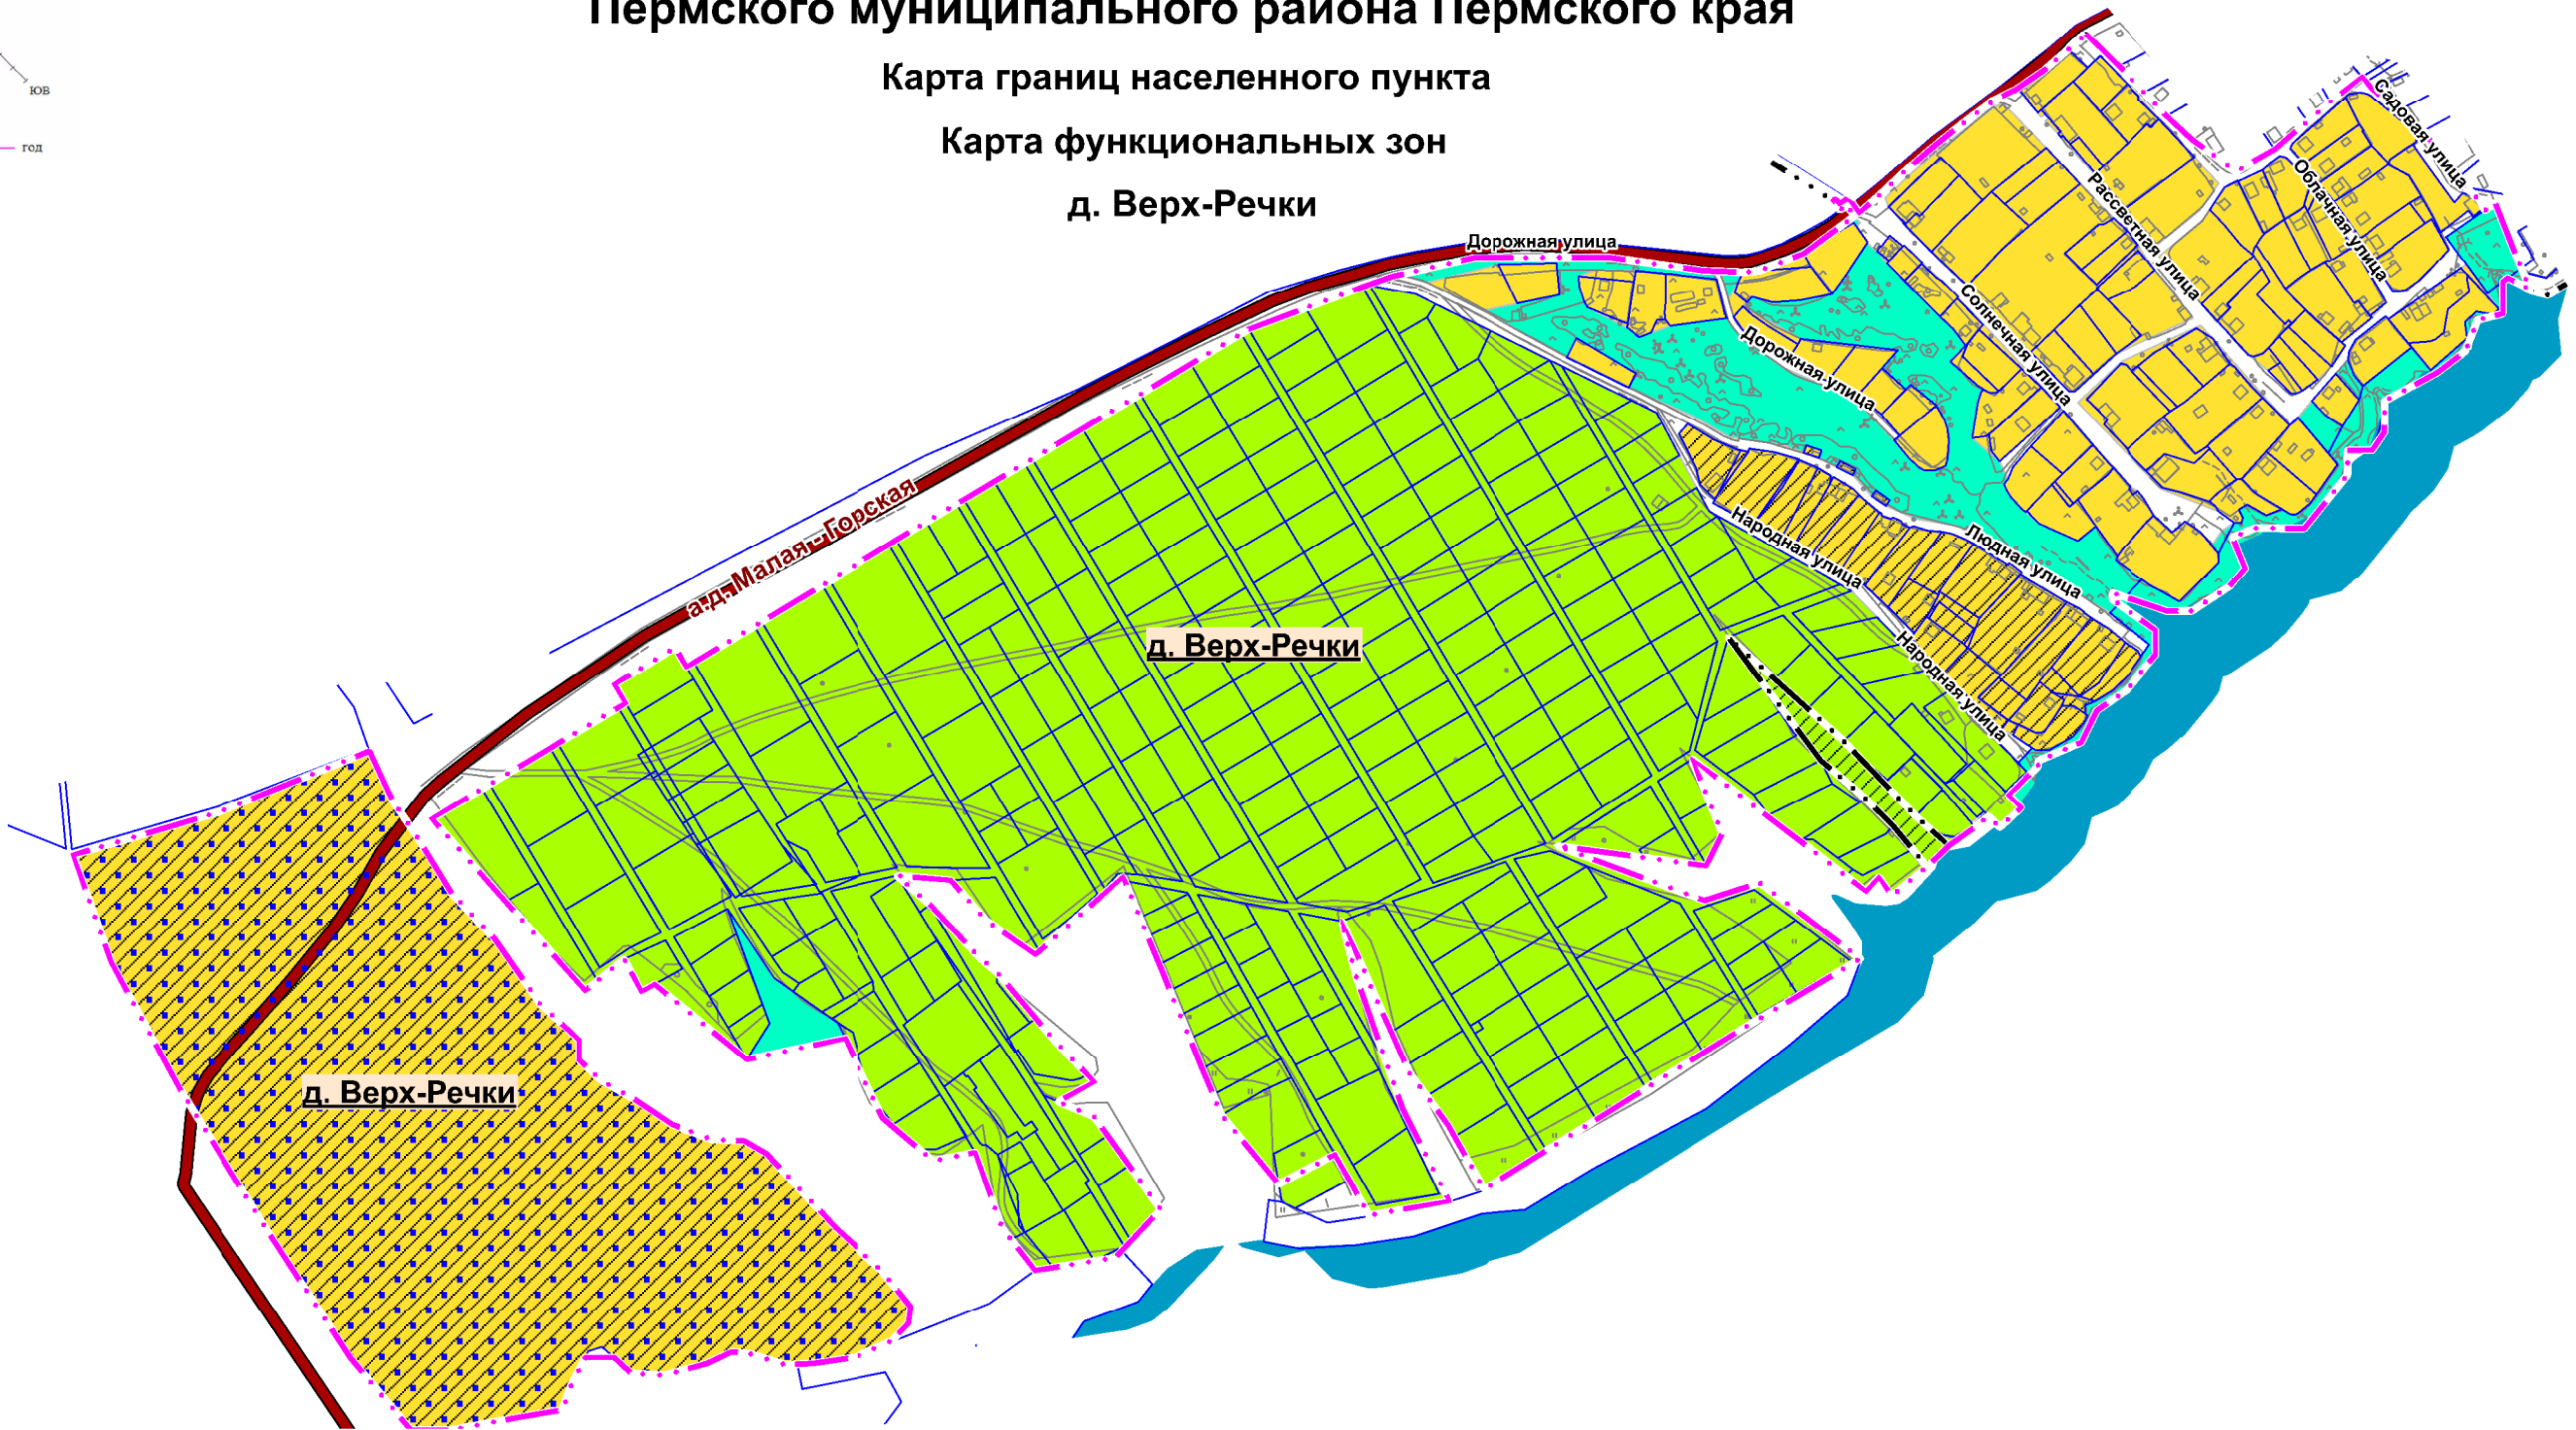 Пермского муниципального района Пермского края
Карта границ населенного пункта
Карта функциональных зон
д. Верх-Речки
ЮВ
год
Садовая улица
Облачная улица
Рассветная улица
Дорожная улица
Солнечная улица
Дорожная улица
а.д. Малая - Горская
Народная улица
Людная улица
д. Верх-Речки
Народная улица
д. Верх-Речки